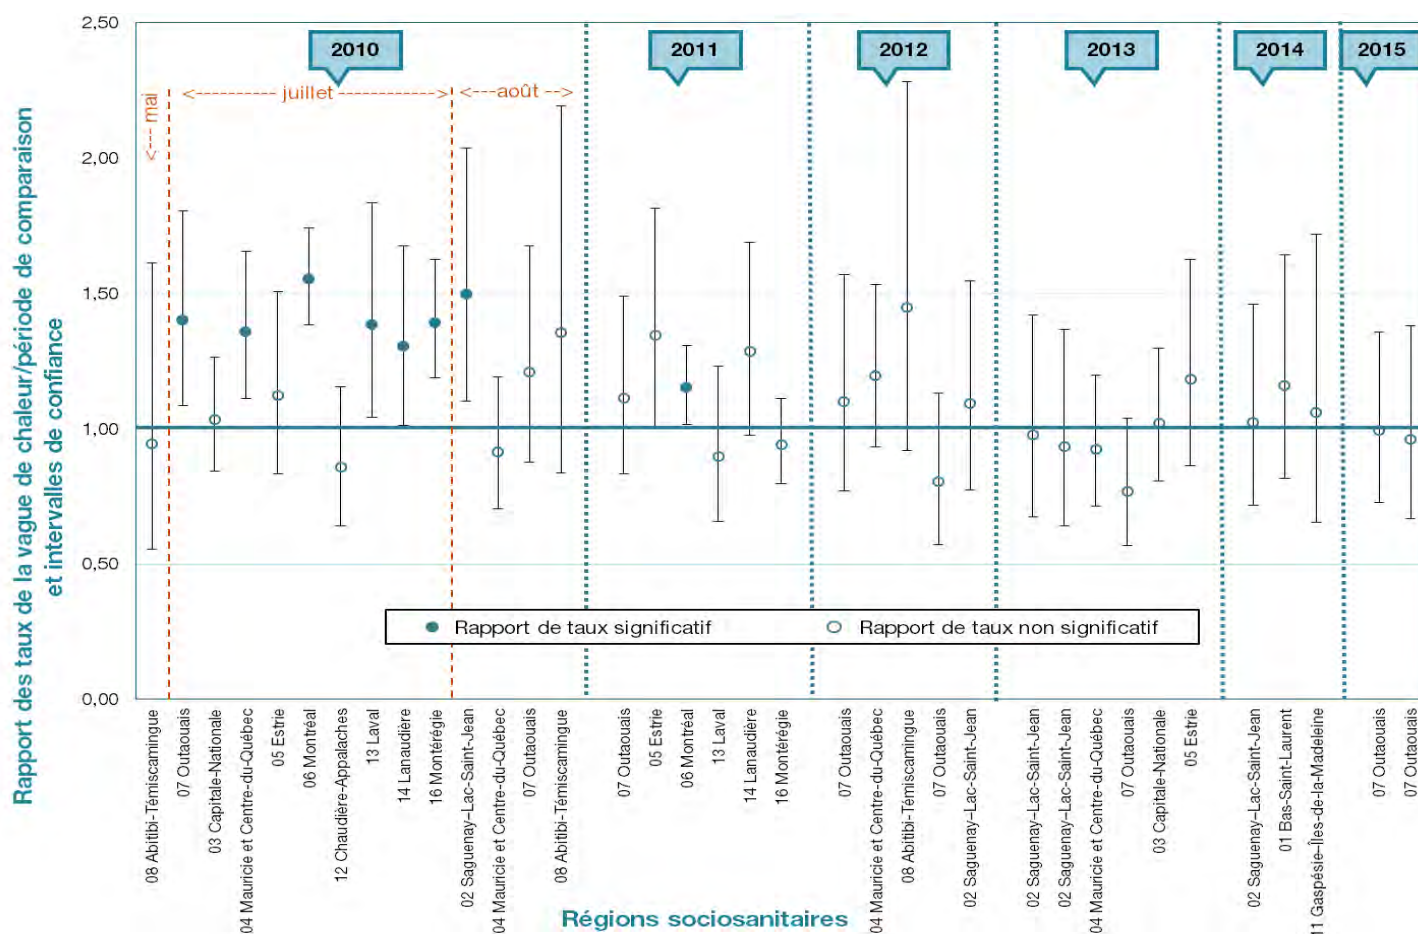 Rapport des taux de la vague de chaleur/période de comparaison
et intervalles de confiance
2,50
2,00
1,50
1,00
0,50
0,00
2010
2011
2012
2013
2014
2015
<--- mai
<---------- juillet ----------->
<---août -->
Rapport de taux significatif
Rapport de taux non significatif
08 Abitibi-Témiscamingue
07 Outaouais
03 Capitale-Nationale
04 Mauricie et Centre-du-Québec
05 Estrie
06 Montréal
12 Chaudière-Appalaches
13 Laval
14 Lanaudière
16 Montérégie
02 Saguenay–Lac-Saint-Jean
04 Mauricie et Centre-du-Québec
07 Outaouais
08 Abitibi-Témiscamingue
07 Outaouais
05 Estrie
06 Montréal
13 Laval
14 Lanaudière
16 Montérégie
07 Outaouais
04 Mauricie et Centre-du-Québec
08 Abitibi-Témiscamingue
07 Outaouais
02 Saguenay–Lac-Saint-Jean
02 Saguenay–Lac-Saint-Jean
02 Saguenay–Lac-Saint-Jean
04 Mauricie et Centre-du-Québec
07 Outaouais
03 Capitale-Nationale
05 Estrie
02 Saguenay–Lac-Saint-Jean
01 Bas-Saint-Laurent
11 Gaspésie–Îles-de-la-Madeleine
07 Outaouais
07 Outaouais
Régions sociosanitaires